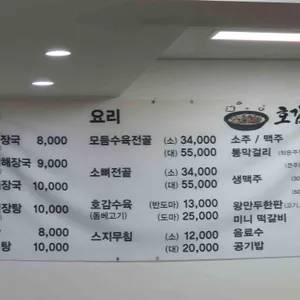 요리
장국 8,000
해장국 9,000
장국 10,000
장탕 10,000
8,000
탕 10,000
모듬수육전골 (소) 34,000
(대) 55,000
소뼈전골 (소) 34,000
(대) 55,000
호감수육 (반도마) 13,000
(돔베고기) (도마) 25,000
스지무침 (소) 12,000
(대) 20,000
호감
소주 / 맥주
통막걸리
생맥주
왕만두한판
미니 떡갈비
음료수
공기밥